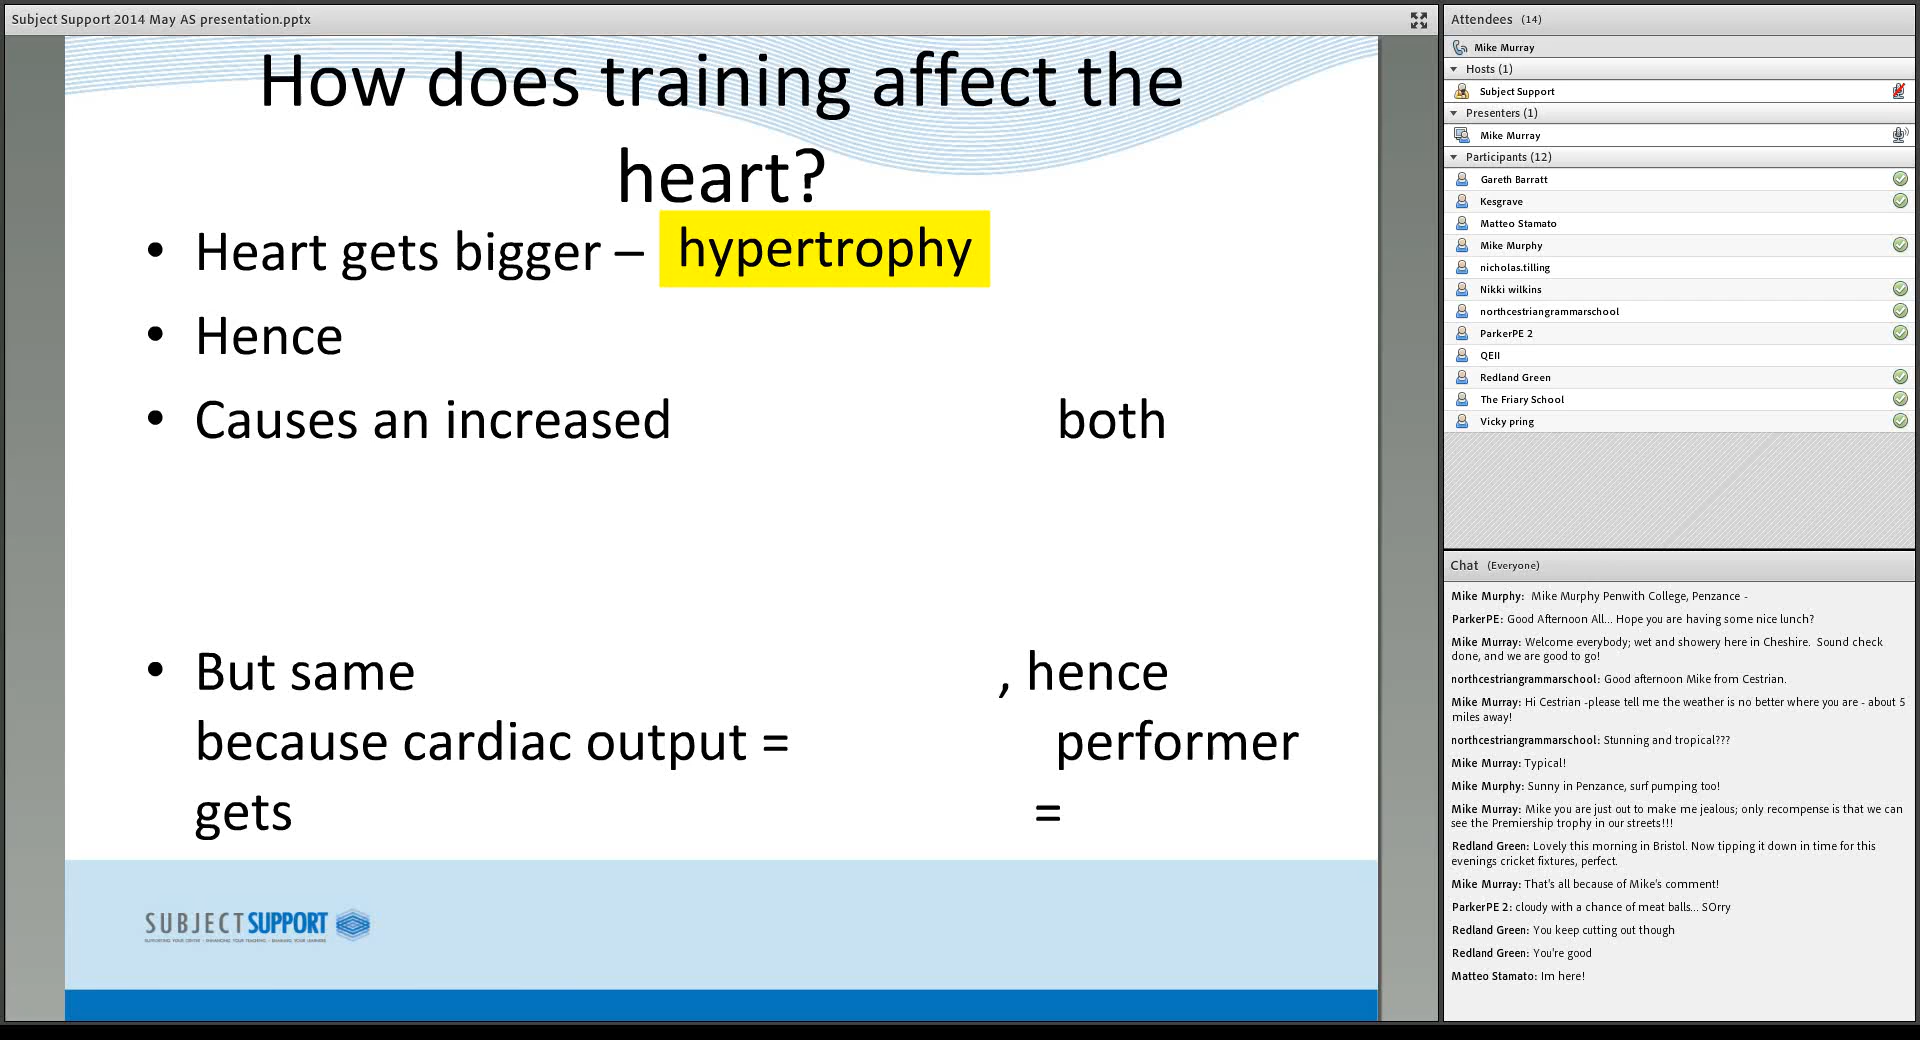 Subject Support 2014 May AS presentation.pptx
How does training affect the
heart?
• Heart gets bigger – hypertrophy
• Hence
• Causes an increased both
• But same , hence
because cardiac output = performer
gets =
SUBJECTSUPPORT
Attendees (14)
Mike Murray
Hosts (1)
Subject Support
Presenters (1)
Mike Murray
Participants (12)
Gareth Barratt
Kesgrave
Matteo Stamato
Mike Murphy
nicholas.tilling
Nikki wilkins
northcestriangrammarschool
ParkerPE 2
QEII
Redland Green
The Friary School
Vicky pring
Chat (Everyone)
Mike Murphy: Mike Murphy Penwith College, Penzance -
ParkerPE: Good Afternoon All... Hope you are having some nice lunch?
Mike Murray: Welcome everybody; wet and showery here in Cheshire. Sound check
done, and we are good to go!
northcestriangrammarschool: Good afternoon Mike from Cestrian.
Mike Murray: Hi Cestrian -please tell me the weather is no better where you are - about 5
miles away!
northcestriangrammarschool: Stunning and tropical???
Mike Murray: Typical!
Mike Murphy: Sunny in Penzance, surf pumping too!
Mike Murray: Mike you are just out to make me jealous; only recompense is that we can
see the Premiership trophy in our streets!!!
Redland Green: Lovely this morning in Bristol. Now tipping it down in time for this
evenings cricket fixtures, perfect.
Mike Murray: That's all because of Mike's comment!
ParkerPE 2: cloudy with a chance of meat balls... SOrry
Redland Green: You keep cutting out though
Redland Green: You're good
Matteo Stamato: Im here!